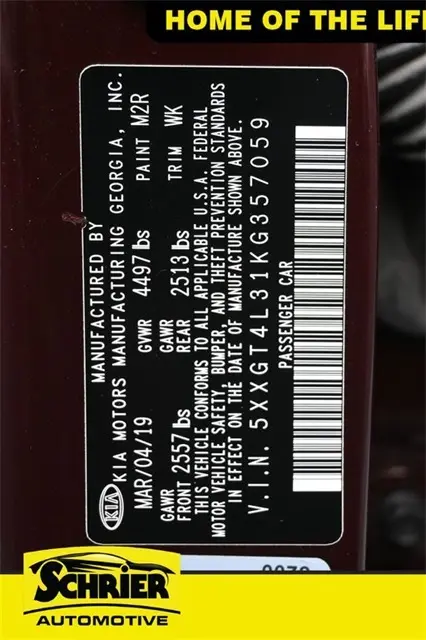 HOME OF THE LIF
MANUFACTURED BY
KIA KIA MOTORS MANUFACTURING GEORGIA, INC.
MAR/04/19 GVWR 4497 lbs PAINT M2R
GAWR GAWR
FRONT 2557 lbs REAR 2513 lbs TRIM WK
THIS VEHICLE CONFORMS TO ALL APPLICABLE U.S.A. FEDERAL
MOTOR VEHICLE SAFETY, BUMPER, AND THEFT PREVENTION STANDARDS
IN EFFECT ON THE DATE OF MANUFACTURE SHOWN ABOVE.
V.I.N. 5XXGT4L31KG357059
PASSENGER CAR
SCHRIER
AUTOMOTIVE